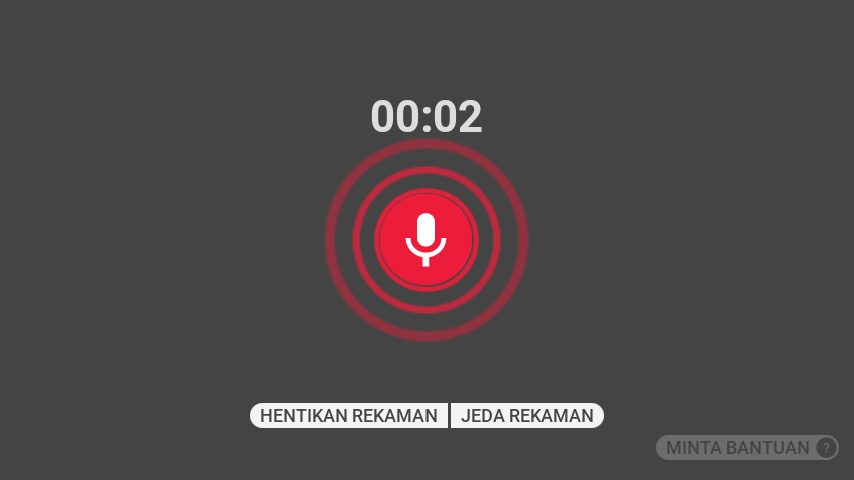 00:02
HENTIKAN REKAMAN
JEDA REKAMAN
MINTA BANTUAN ?